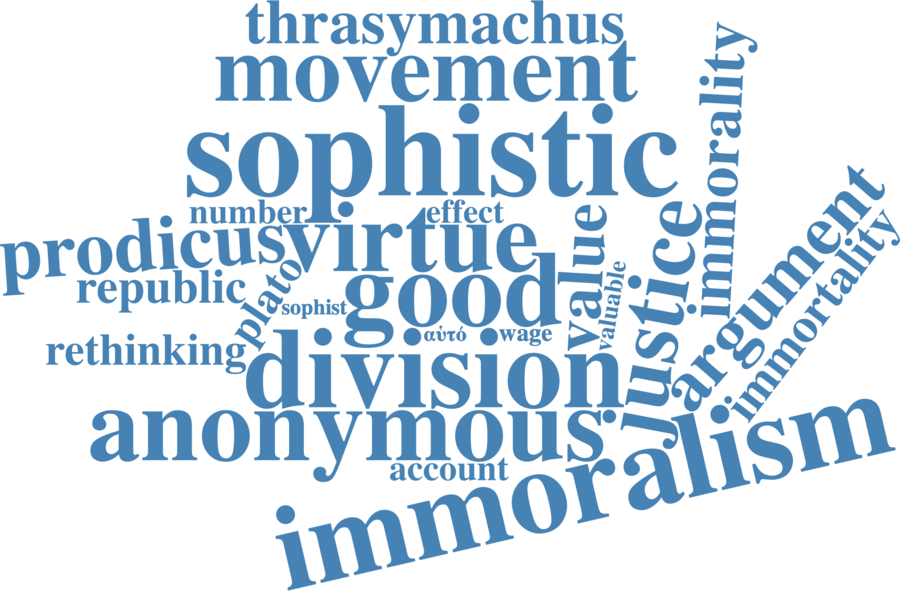 thrasymachus
movement
sophistic
number
effect
prodicus
virtue
value
justice
immorality
argument
immortality
republic
plato
sophist
good
valuable
rethinking
αὐτό
wage
division
anonymous
account
immoralism